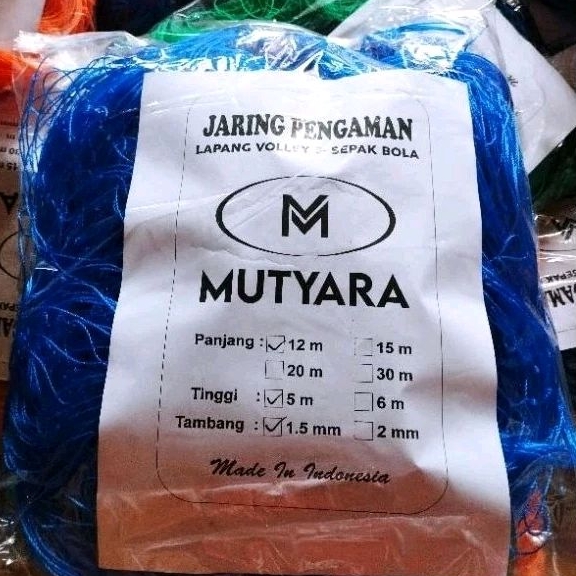 JARING PENGAMAN
LAPANG VOLLEY & SEPAK BOLA
M
MUTYARA
Panjang : ☑ 12 m ☐ 15 m
☐ 20 m ☐ 30 m
Tinggi : ☑ 5 m ☐ 6 m
Tambang : ☑ 1.5 mm ☐ 2 mm
Made In Indonesia